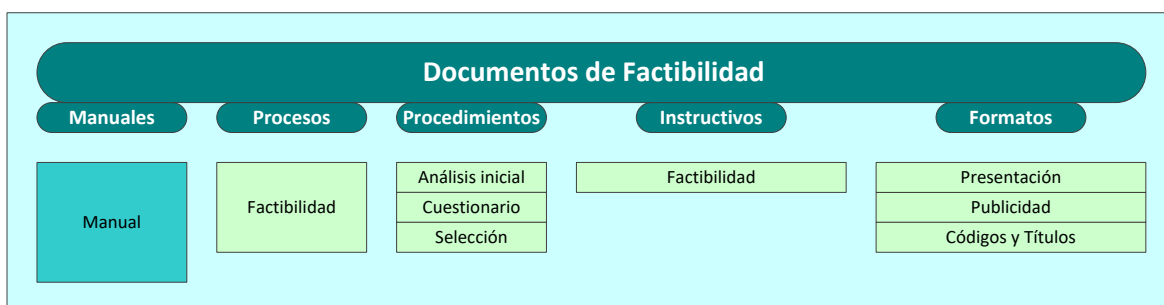 Documentos de Factibilidad
Manuales
Procesos
Procedimientos
Instructivos
Formatos
Manual
Factibilidad
Análisis inicial
Cuestionario
Selección
Factibilidad
Presentación
Publicidad
Códigos y Títulos